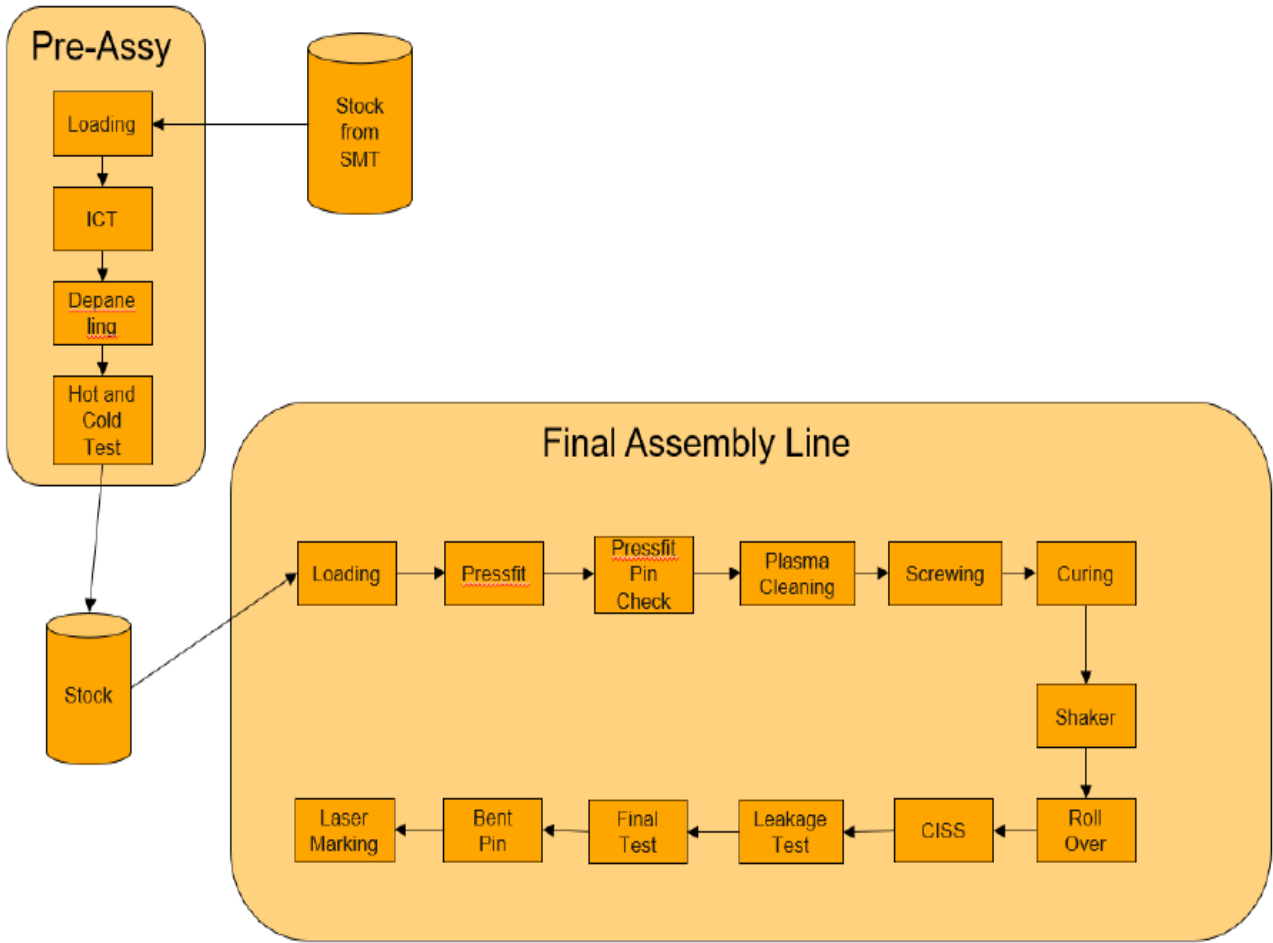 Pre-Assy
Loading
ICT
Depane
ling
Hot and
Cold
Test
Stock
from
SMT
Stock
Final Assembly Line
Loading
Pressfit
Pressfit
Pin
Check
Plasma
Cleaning
Screwing
Curing
Shaker
Roll
Over
CISS
Leakage
Test
Final
Test
Bent
Pin
Laser
Marking